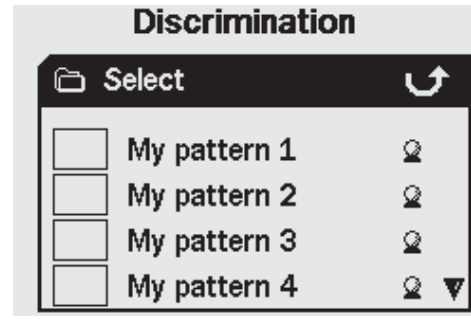 Discrimination
Select
My pattern 1
My pattern 2
My pattern 3
My pattern 4